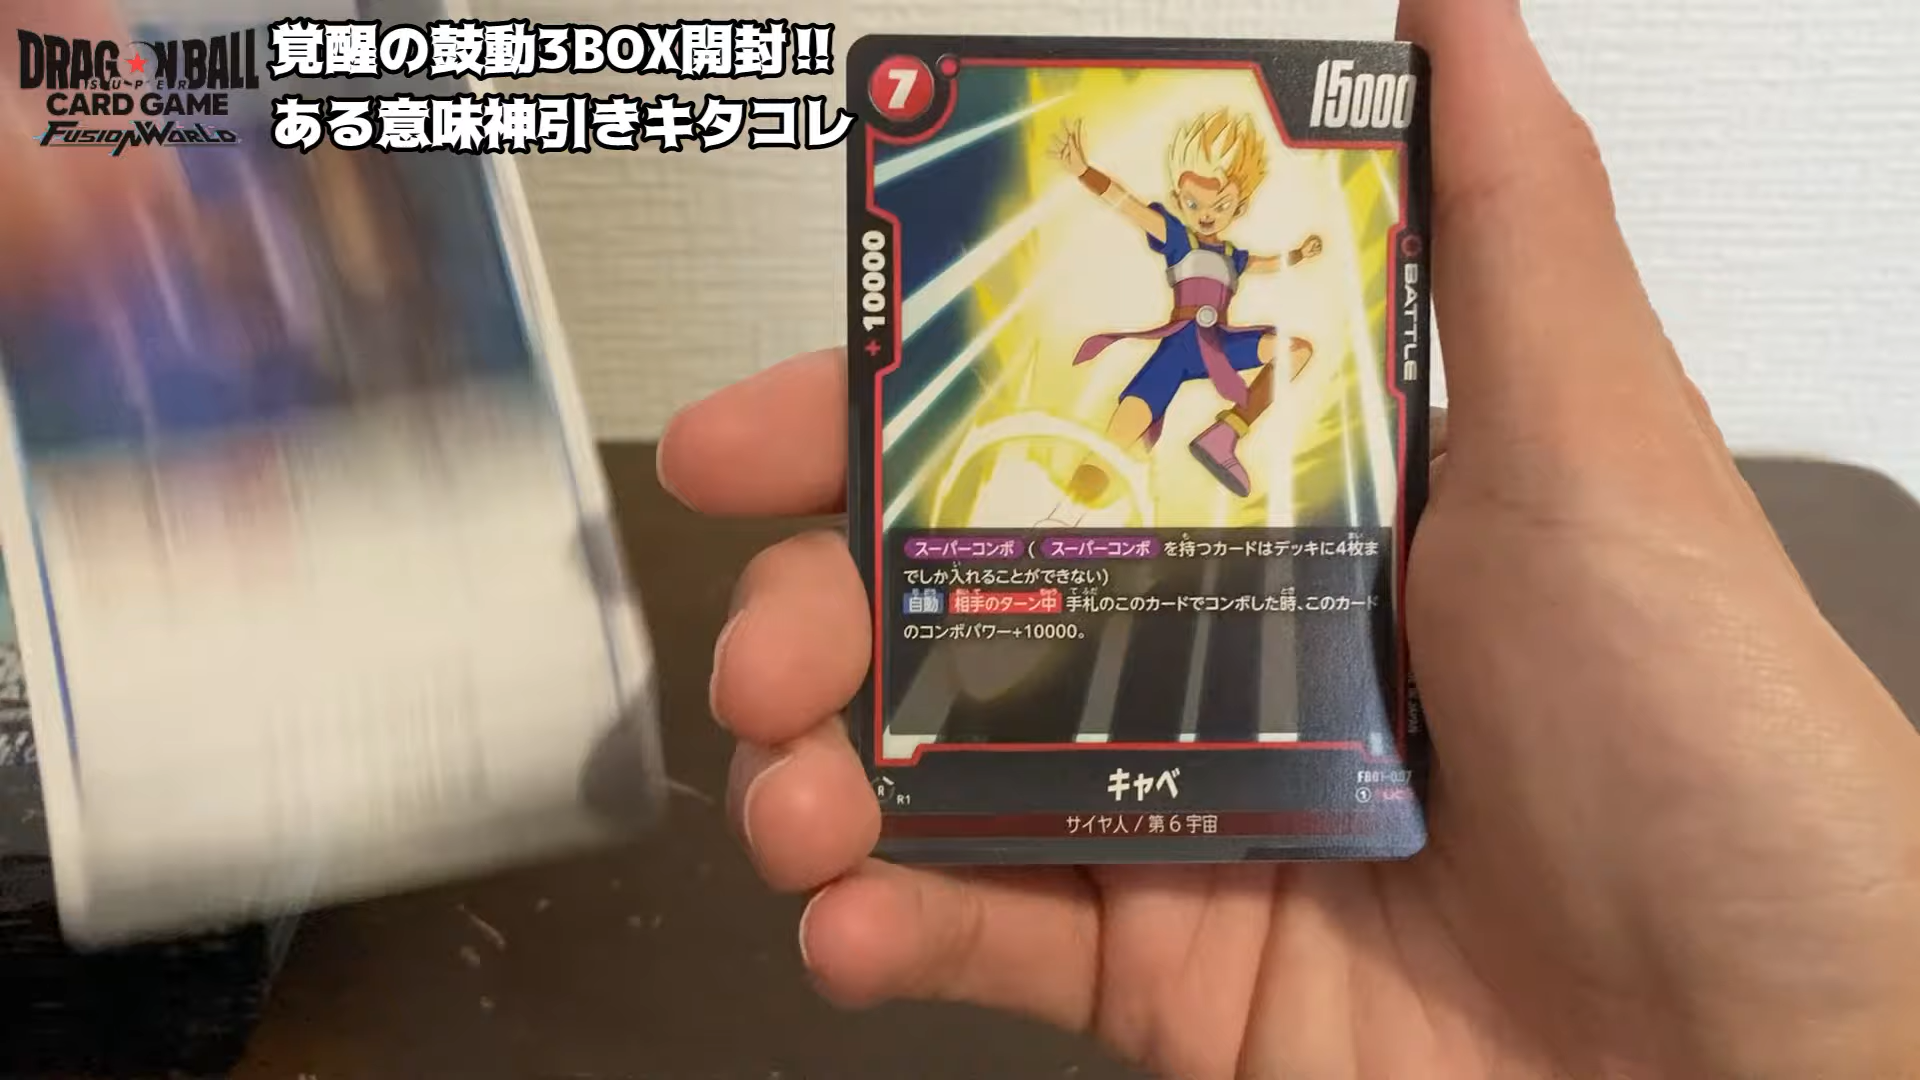 DRAGON BALL
SUPER
CARD GAME
FUSION WORLD
覚醒の鼓動3BOX開封!!
ある意味神引きキタコレ
7
15000
+10000
BATTLE
スーパーコンボ ( スーパーコンボ を持つカードはデッキに4枚ま
でしか入れることができない)
自動 相手のターン中 手札のこのカードでコンボした時、このカード
のコンボパワー+10000。
キャベ
サイヤ人 / 第6宇宙
R
R1